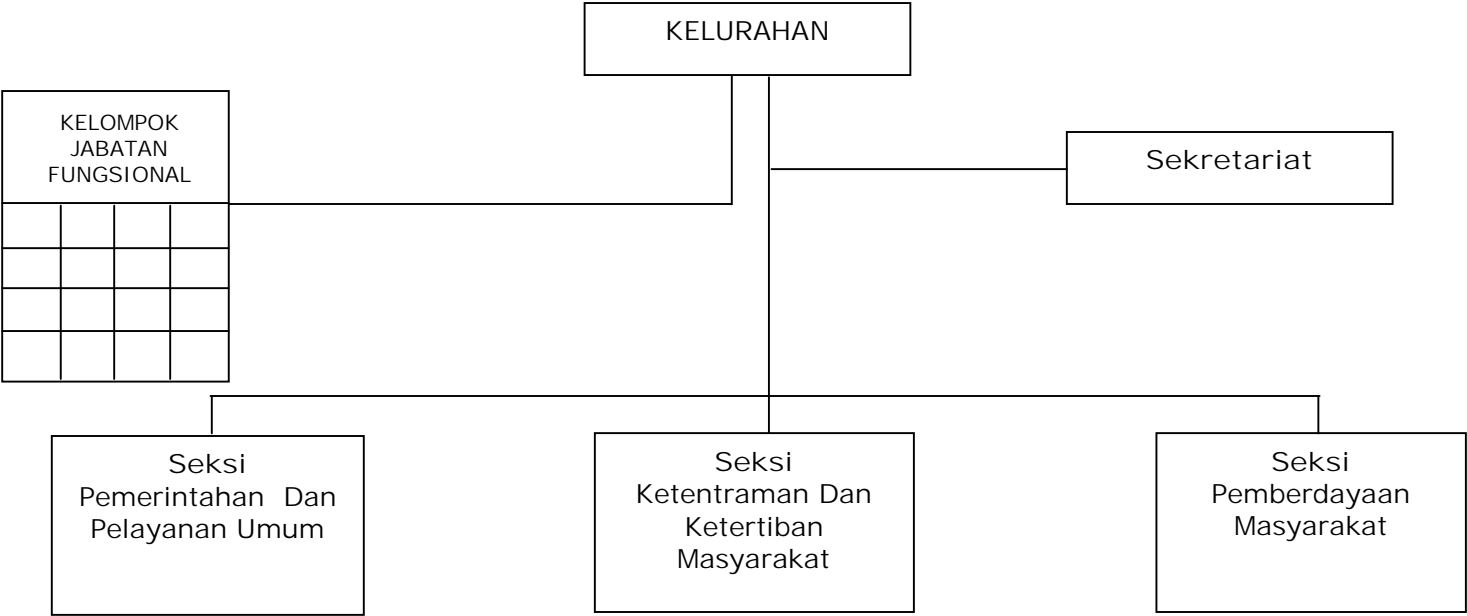 KELURAHAN
KELOMPOK
JABATAN
FUNGSIONAL
Sekretariat
Seksi
Pemerintahan Dan
Pelayanan Umum
Seksi
Ketentraman Dan
Ketertiban
Masyarakat
Seksi
Pemberdayaan
Masyarakat